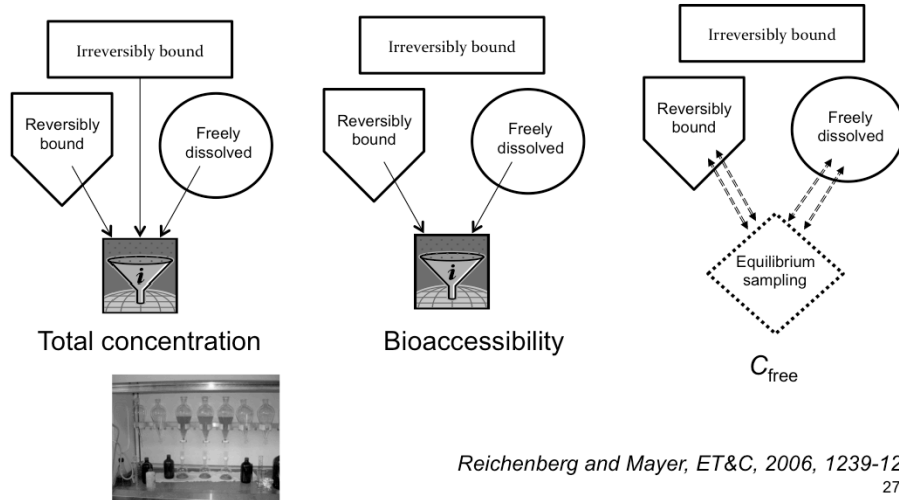 Irreversibly bound
Reversibly
bound
Freely
dissolved
i
Total concentration
Irreversibly bound
Reversibly
bound
Freely
dissolved
i
Bioaccessibility
Irreversibly bound
Reversibly
bound
Freely
dissolved
Equilibrium
sampling
Cfree
Reichenberg and Mayer, ET&C, 2006, 1239-12
27